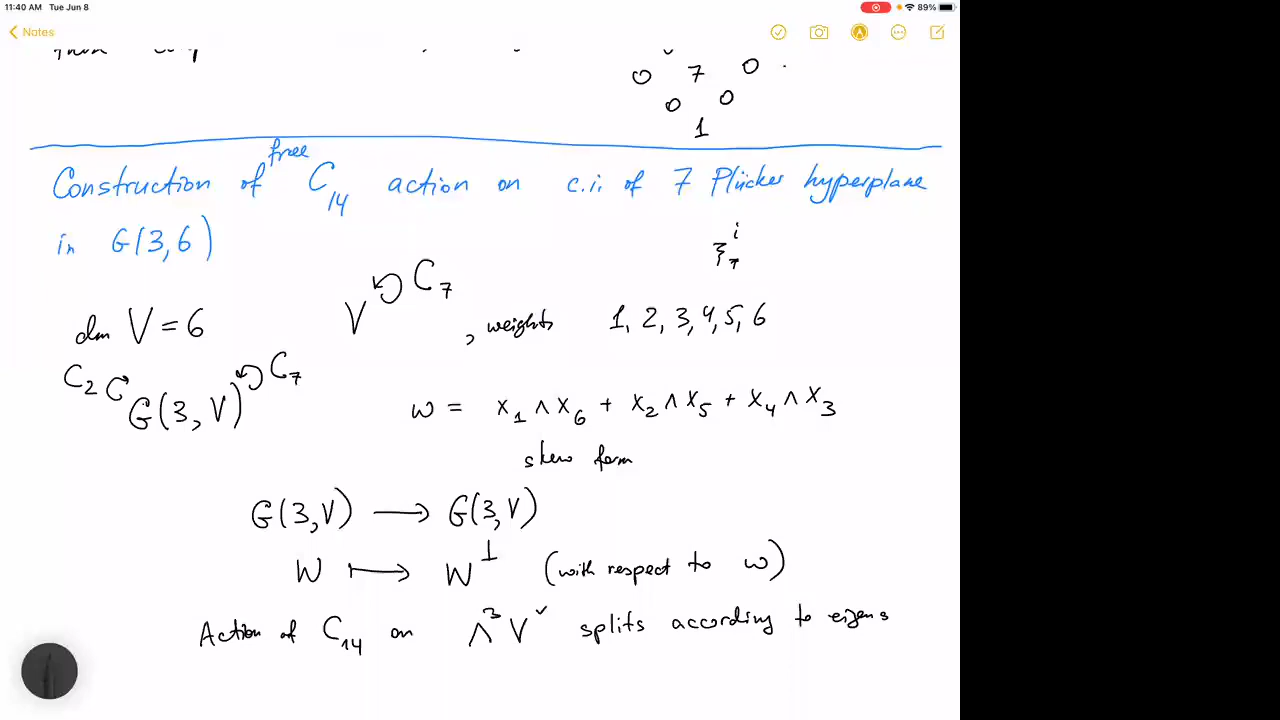 11:40 AM Tue Jun 8 89%
Notes
0 7 0
0 0
1
Construction of free C₁₄ action on c.i. of 7 Plücker hyperplane
in G(3,6)
ξ₇ⁱ
dim V = 6 V ↺ C₇ , weights 1, 2, 3, 4, 5, 6
C₂ ↻ G(3, V) ↺ C₇
w = x₁ ∧ x₆ + x₂ ∧ x₅ + x₄ ∧ x₃
skew form
G(3, V) ⟶ G(3, V)
W ⟼ W^⊥ (with respect to w)
Action of C₁₄ on Λ³V^∨ splits according to eigens